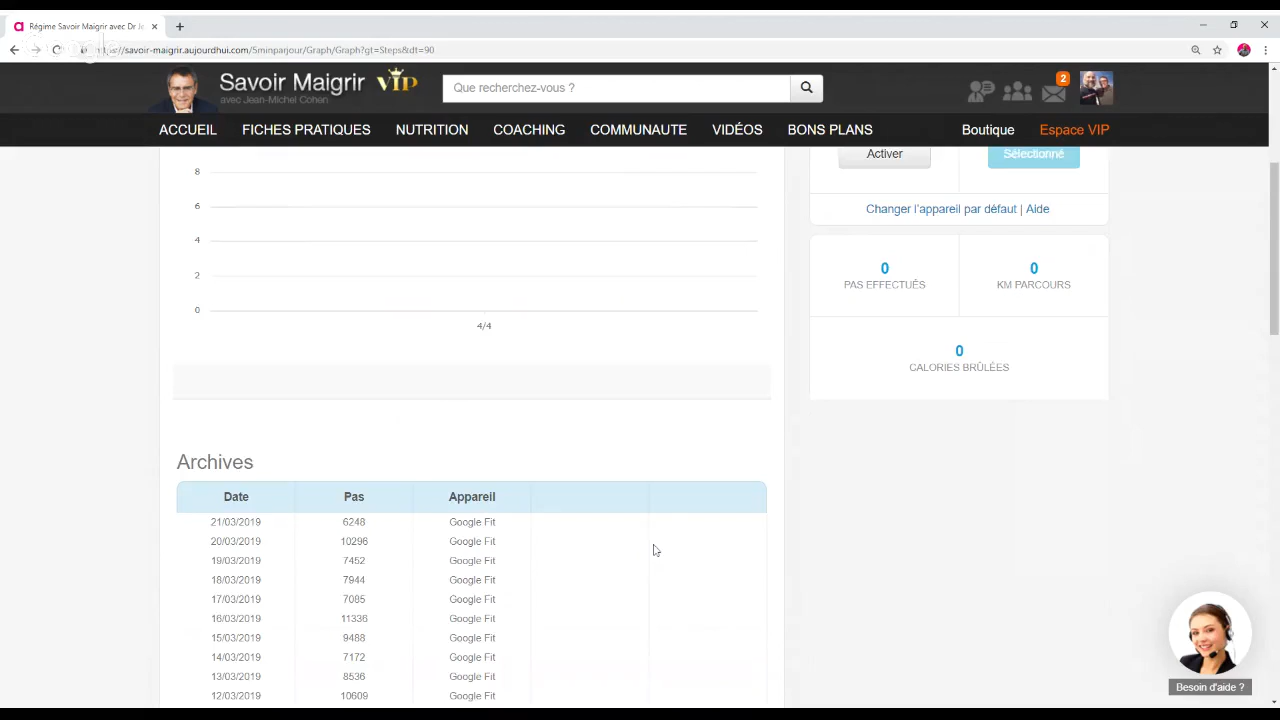 Régime Savoir Maigrir avec Dr Je
https://savoir-maigrir.aujourdhui.com/5minparjour/Graph/Graph?gt=Steps&dt=90
Savoir Maigrir VIP
avec Jean-Michel Cohen
Que recherchez-vous ?
2
ACCUEIL FICHES PRATIQUES NUTRITION COACHING COMMUNAUTE VIDÉOS BONS PLANS Boutique Espace VIP
Activer Sélectionné
Changer l'appareil par défaut | Aide
8
6
4
2
0
4/4
0 0
PAS EFFECTUÉS KM PARCOURS
0
CALORIES BRÛLÉES
Archives
Date Pas Appareil
21/03/2019 6248 Google Fit
20/03/2019 10296 Google Fit
19/03/2019 7452 Google Fit
18/03/2019 7944 Google Fit
17/03/2019 7085 Google Fit
16/03/2019 11336 Google Fit
15/03/2019 9488 Google Fit
14/03/2019 7172 Google Fit
13/03/2019 8536 Google Fit
12/03/2019 10609 Google Fit
Besoin d'aide ?